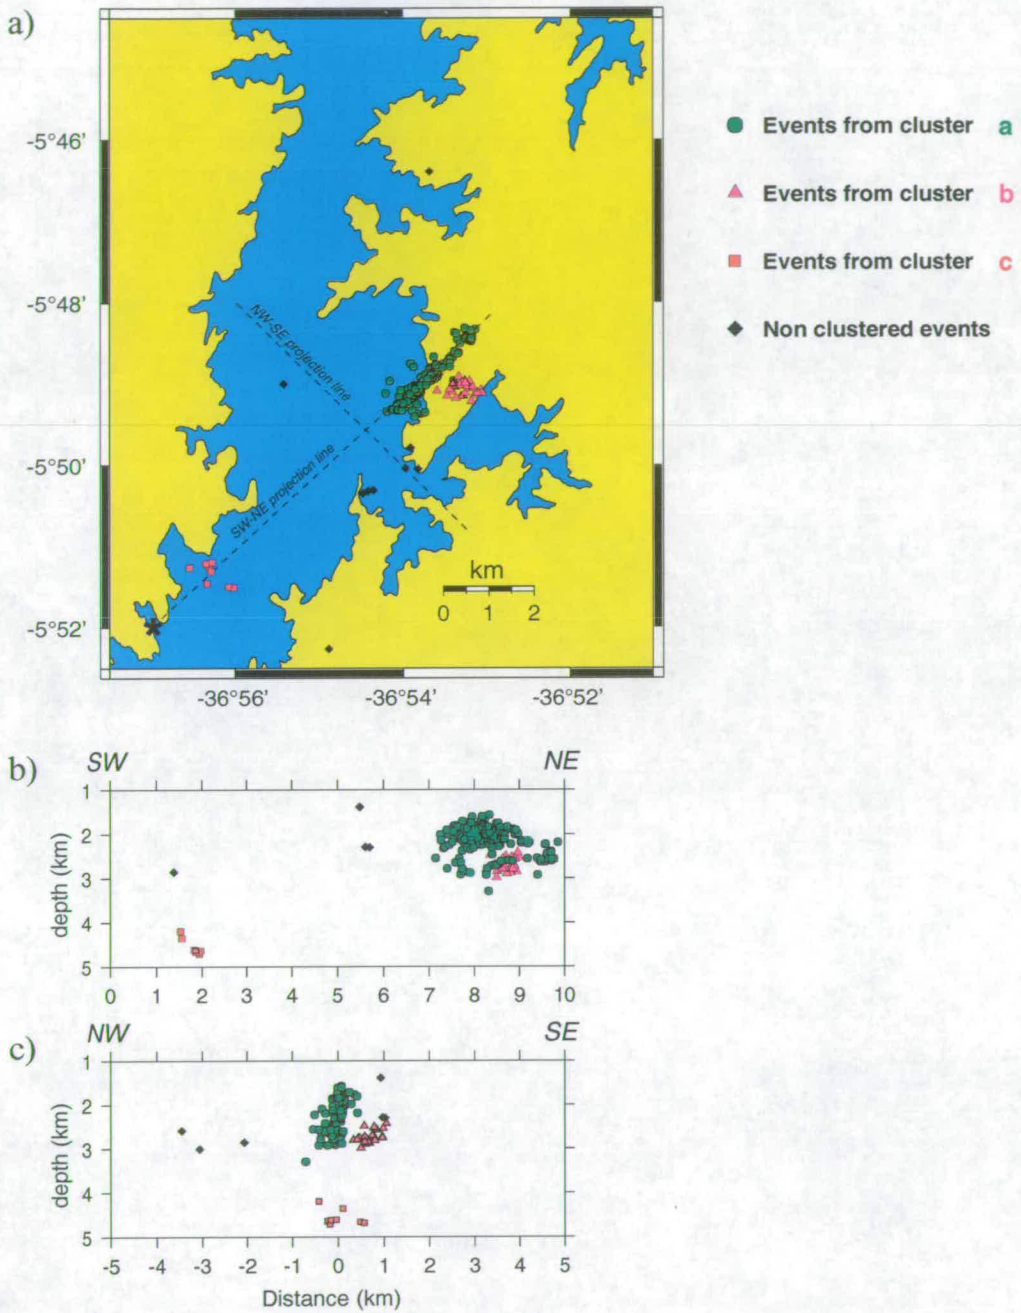 a)
-5°46'
-5°48'
-5°50'
-5°52'
-36°56'
-36°54'
-36°52'
NW-SE projection line
SW-NE projection line
km
0 1 2
Events from cluster a
Events from cluster b
Events from cluster c
Non clustered events
b)
SW
NE
1
2
3
4
5
depth (km)
0 1 2 3 4 5 6 7 8 9 10
c)
NW
SE
1
2
3
4
5
depth (km)
-5 -4 -3 -2 -1 0 1 2 3 4 5
Distance (km)